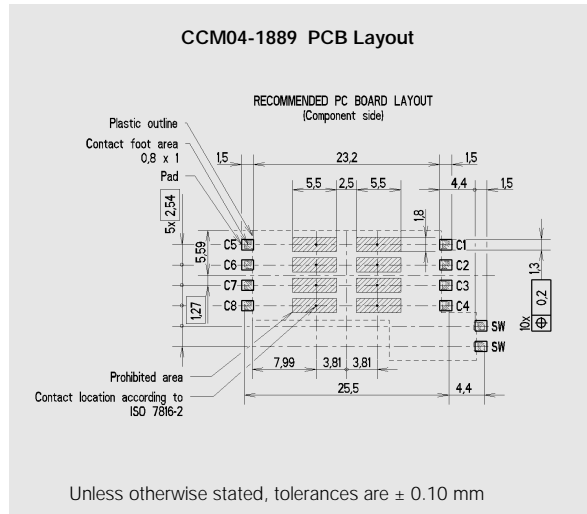 CCM04-1889 PCB Layout
RECOMMENDED PC BOARD LAYOUT
(Component side)
Plastic outline
Contact foot area
0,8 x 1
Pad
1,5
23,2
1,5
5,5
2,5
5,5
4,4
1,5
5x 2,54
5,59
1,8
C5
C1
C6
C2
C7
C3
C8
C4
1,27
1,3
10x
0,2
SW
SW
Prohibited area
Contact location according to
ISO 7816-2
7,99
3,81
3,81
25,5
4,4
Unless otherwise stated, tolerances are ± 0.10 mm